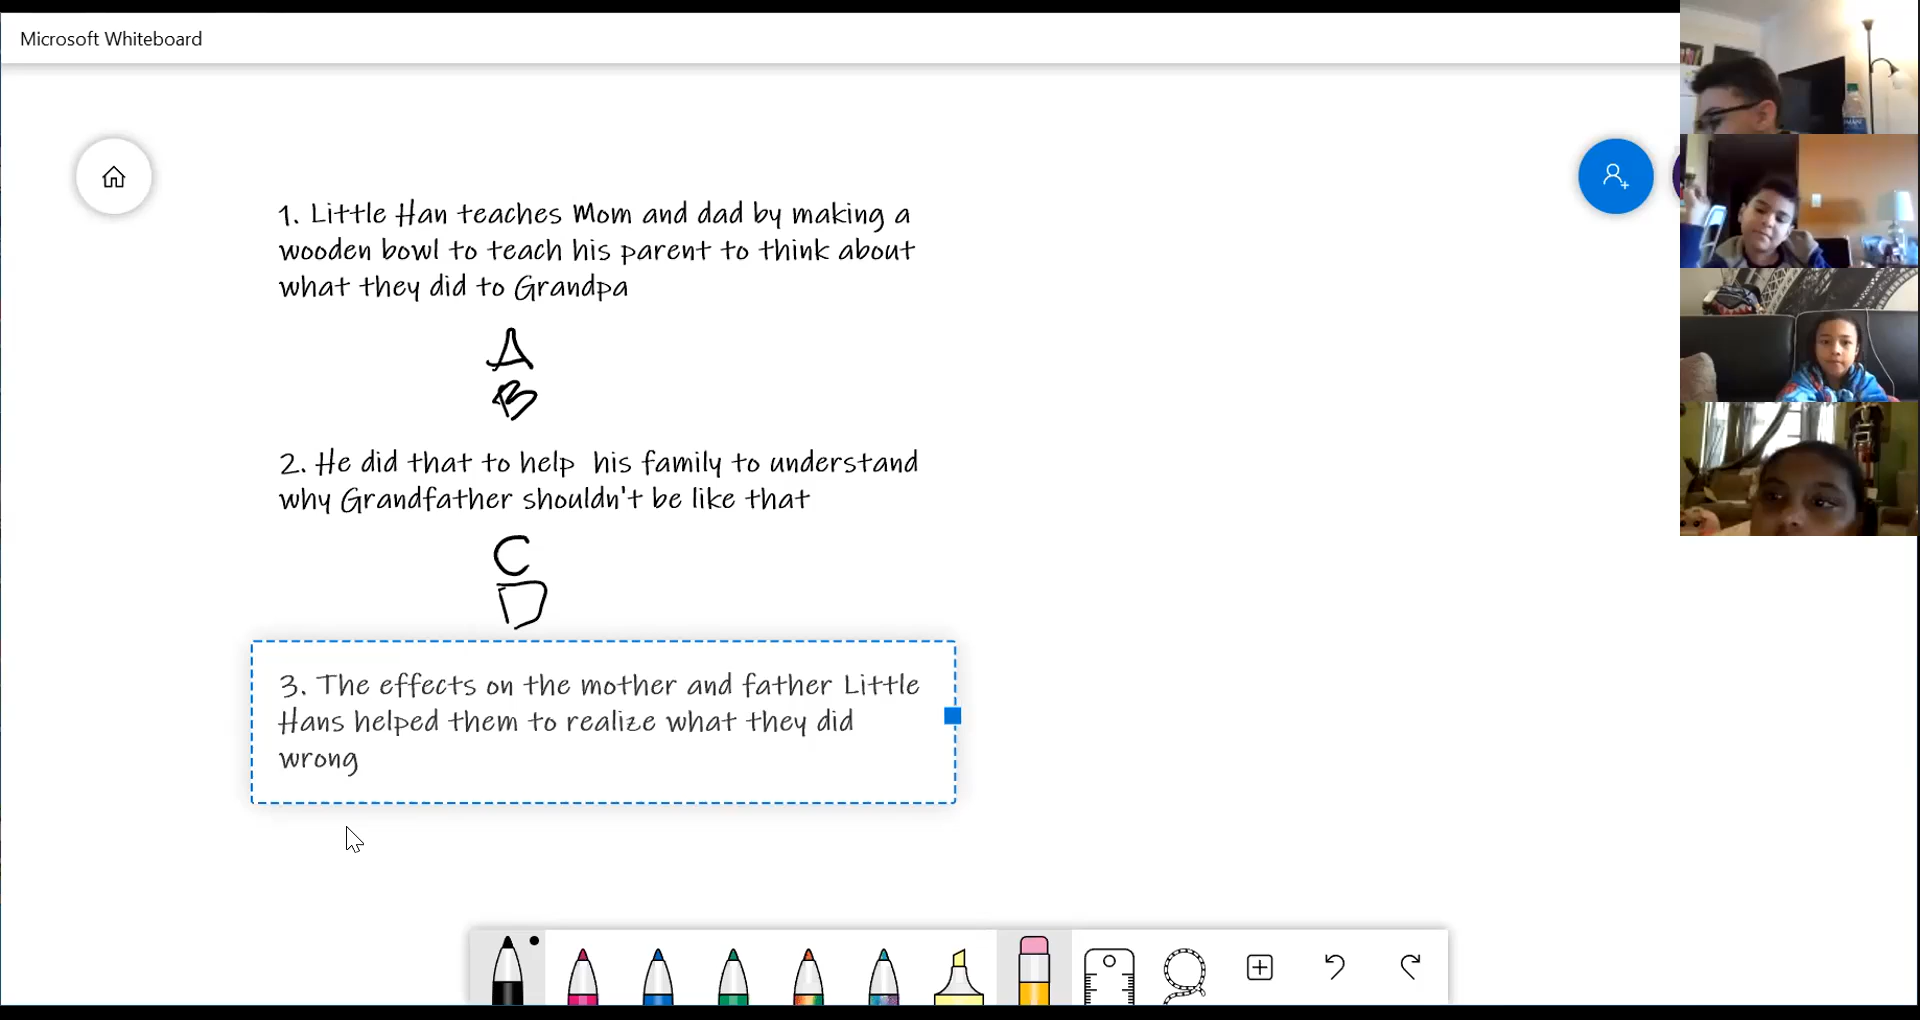 Microsoft Whiteboard
1. Little Han teaches Mom and dad by making a
wooden bowl to teach his parent to think about
what they did to Grandpa
A
B
2. He did that to help  his family to understand
why Grandfather shouldn't be like that
C
D
3. The effects on the mother and father Little
Hans helped them to realize what they did
wrong